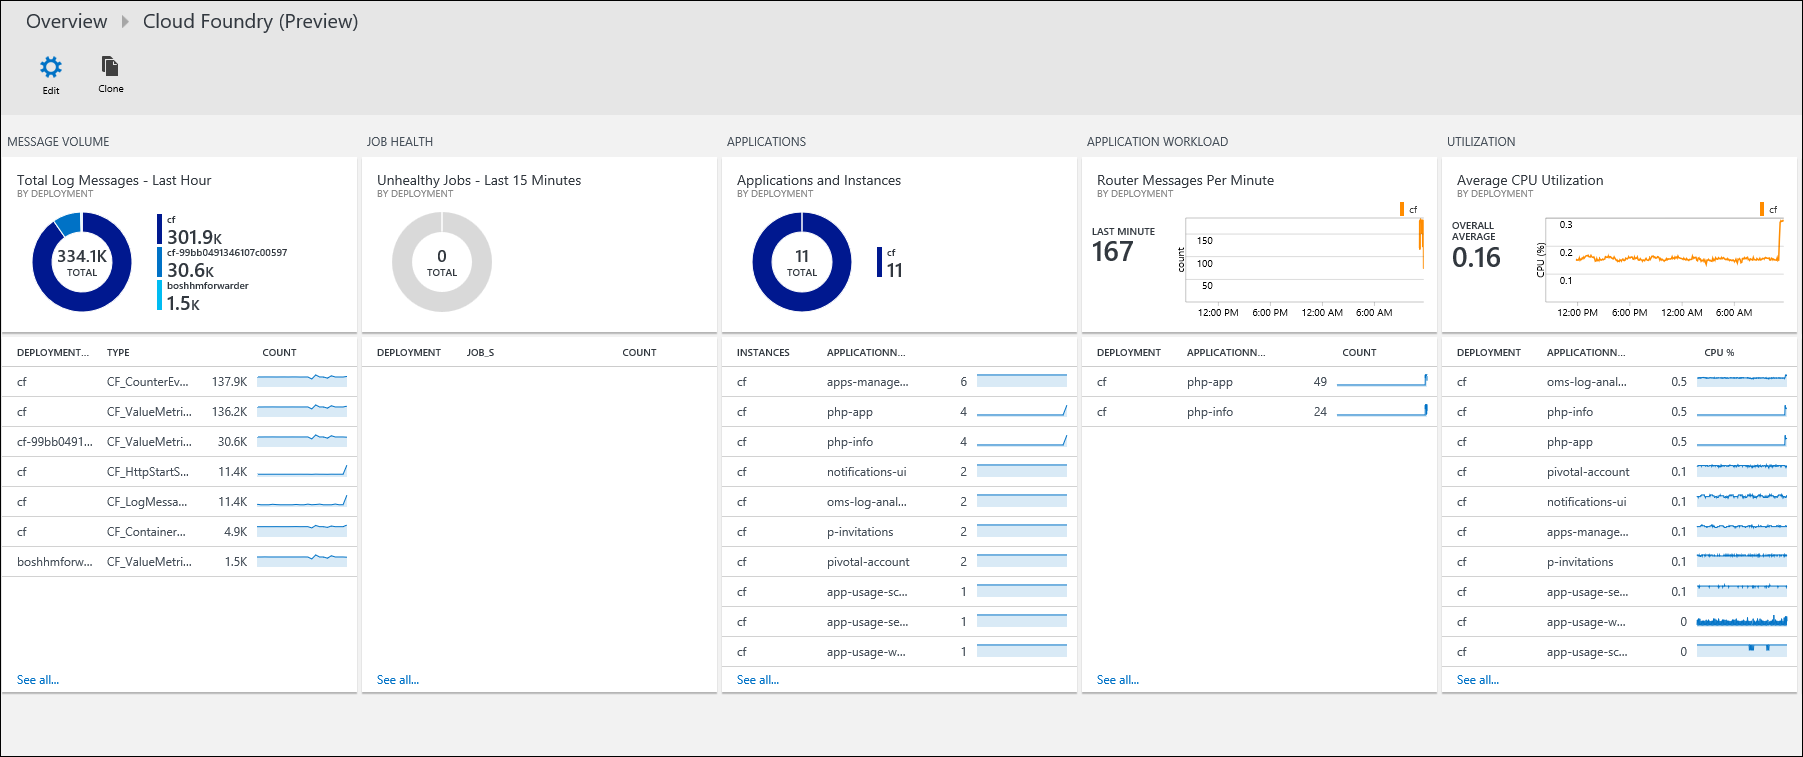 Overview Cloud Foundry (Preview)
Edit Clone
MESSAGE VOLUME
Total Log Messages - Last Hour
BY DEPLOYMENT
334.1K
TOTAL
cf
301.9K
cf-99bb0491346107c00597
30.6K
boshhmforwarder
1.5K
DEPLOYMENT... TYPE COUNT
cf CF_CounterEv... 137.9K
cf CF_ValueMetri... 136.2K
cf-99bb0491... CF_ValueMetri... 30.6K
cf CF_HttpStartS... 11.4K
cf CF_LogMessa... 11.4K
cf CF_Container... 4.9K
boshhmforw... CF_ValueMetri... 1.5K
See all...
JOB HEALTH
Unhealthy Jobs - Last 15 Minutes
BY DEPLOYMENT
0
TOTAL
DEPLOYMENT JOB_S COUNT
See all...
APPLICATIONS
Applications and Instances
BY DEPLOYMENT
11
TOTAL
cf
11
INSTANCES APPLICATIONN...
cf apps-manage... 6
cf php-app 4
cf php-info 4
cf notifications-ui 2
cf oms-log-anal... 2
cf p-invitations 2
cf pivotal-account 2
cf app-usage-sc... 1
cf app-usage-se... 1
cf app-usage-w... 1
See all...
APPLICATION WORKLOAD
Router Messages Per Minute
BY DEPLOYMENT
cf
LAST MINUTE
167
count
150
100
50
12:00 PM 6:00 PM 12:00 AM 6:00 AM
DEPLOYMENT APPLICATIONN... COUNT
cf php-app 49
cf php-info 24
See all...
UTILIZATION
Average CPU Utilization
BY DEPLOYMENT
cf
OVERALL
AVERAGE
0.16
CPU (%)
0.3
0.2
0.1
12:00 PM 6:00 PM 12:00 AM 6:00 AM
DEPLOYMENT APPLICATIONN... CPU %
cf oms-log-anal... 0.5
cf php-info 0.5
cf php-app 0.5
cf pivotal-account 0.1
cf notifications-ui 0.1
cf apps-manage... 0.1
cf p-invitations 0.1
cf app-usage-se... 0.1
cf app-usage-w... 0
cf app-usage-sc... 0
See all...